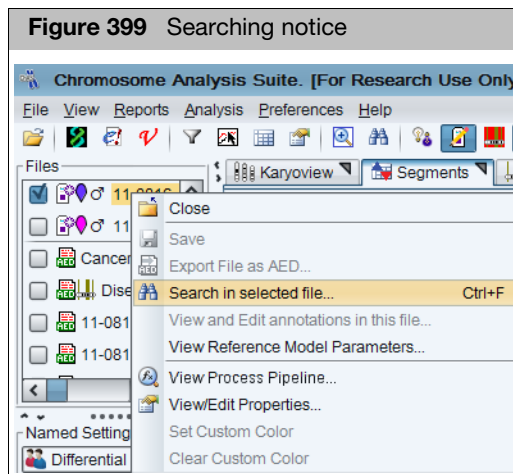 Figure 399 Searching notice
Chromosome Analysis Suite. [For Research Use Only
File View Reports Analysis Preferences Help
Files
Karyoview
Segments
11-0816
Close
11
Save
Cancer
Export File as AED...
Dise
Search in selected file... Ctrl+F
11-081
View and Edit annotations in this file...
11-081
View Reference Model Parameters...
View Process Pipeline...
View/Edit Properties...
Named Setting
Set Custom Color
Differential
Clear Custom Color